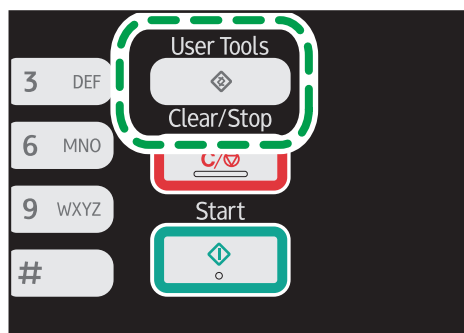 User Tools
3 DEF
Clear/Stop
6 MNO
C/
9 WXYZ
Start
#